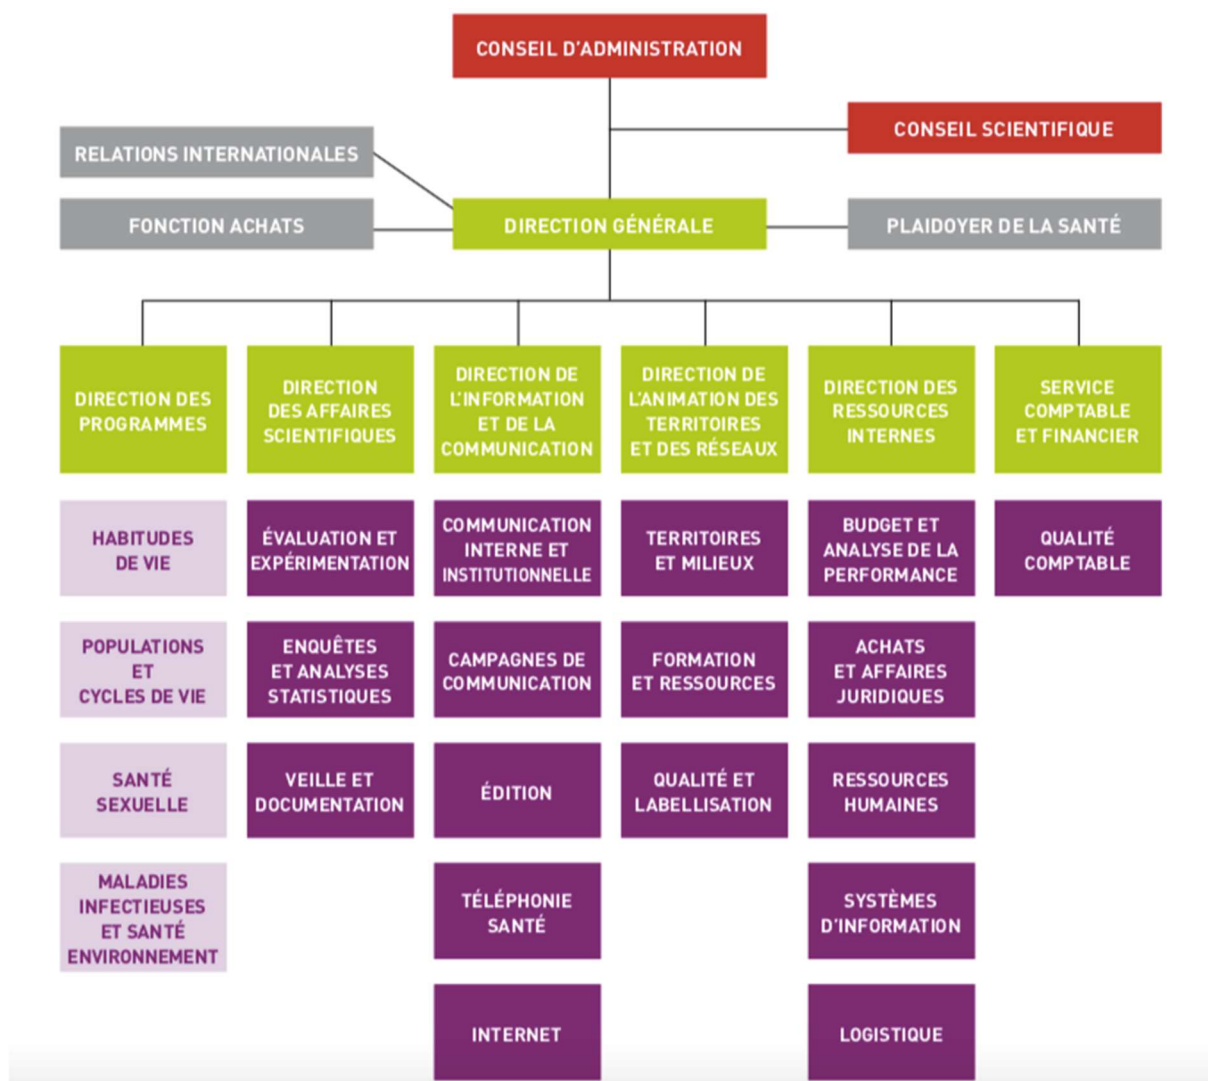 CONSEIL D'ADMINISTRATION
CONSEIL SCIENTIFIQUE
RELATIONS INTERNATIONALES
FONCTION ACHATS
DIRECTION GÉNÉRALE
PLAIDOYER DE LA SANTÉ
DIRECTION DES
PROGRAMMES
DIRECTION
DES AFFAIRES
SCIENTIFIQUES
DIRECTION DE
L'INFORMATION
ET DE LA
COMMUNICATION
DIRECTION DE
L'ANIMATION DES
TERRITOIRES
ET DES RÉSEAUX
DIRECTION DES
RESSOURCES
INTERNES
SERVICE
COMPTABLE
ET FINANCIER
HABITUDES
DE VIE
ÉVALUATION ET
EXPÉRIMENTATION
COMMUNICATION
INTERNE ET
INSTITUTIONNELLE
TERRITOIRES
ET MILIEUX
BUDGET ET
ANALYSE DE LA
PERFORMANCE
QUALITÉ
COMPTABLE
POPULATIONS
ET
CYCLES DE VIE
ENQUÊTES
ET ANALYSES
STATISTIQUES
CAMPAGNES DE
COMMUNICATION
FORMATION
ET RESSOURCES
ACHATS
ET AFFAIRES
JURIDIQUES
SANTÉ
SEXUELLE
VEILLE ET
DOCUMENTATION
ÉDITION
QUALITÉ ET
LABELLISATION
RESSOURCES
HUMAINES
MALADIES
INFECTIEUSES
ET SANTÉ
ENVIRONNEMENT
TÉLÉPHONIE
SANTÉ
SYSTÈMES
D'INFORMATION
INTERNET
LOGISTIQUE